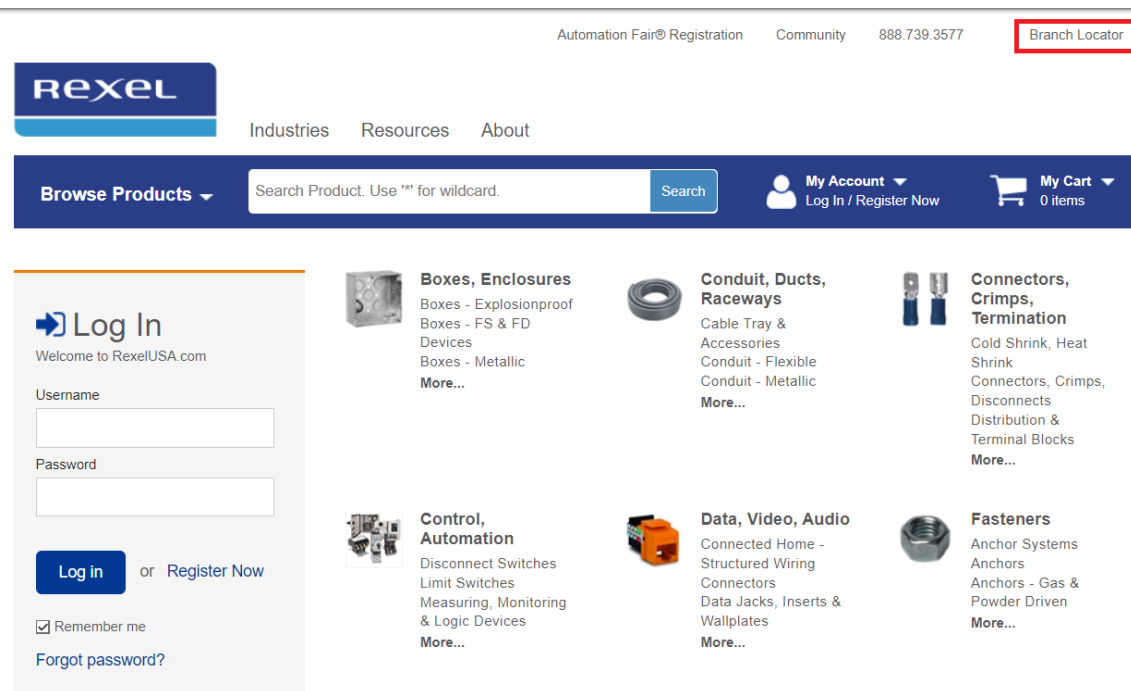 Automation Fair® Registration Community 888.739.3577 Branch Locator
Rexel
Industries Resources About
Browse Products Search Product. Use '*' for wildcard. Search
My Account
Log In / Register Now
My Cart
0 items
Log In
Welcome to RexelUSA.com
Username
Password
Log in or Register Now
Remember me
Forgot password?
Boxes, Enclosures
Boxes - Explosionproof
Boxes - FS & FD
Devices
Boxes - Metallic
More...
Conduit, Ducts,
Raceways
Cable Tray &
Accessories
Conduit - Flexible
Conduit - Metallic
More...
Connectors,
Crimps,
Termination
Cold Shrink, Heat
Shrink
Connectors, Crimps,
Disconnects
Distribution &
Terminal Blocks
More...
Control,
Automation
Disconnect Switches
Limit Switches
Measuring, Monitoring
& Logic Devices
More...
Data, Video, Audio
Connected Home -
Structured Wiring
Connectors
Data Jacks, Inserts &
Wallplates
More...
Fasteners
Anchor Systems
Anchors
Anchors - Gas &
Powder Driven
More...